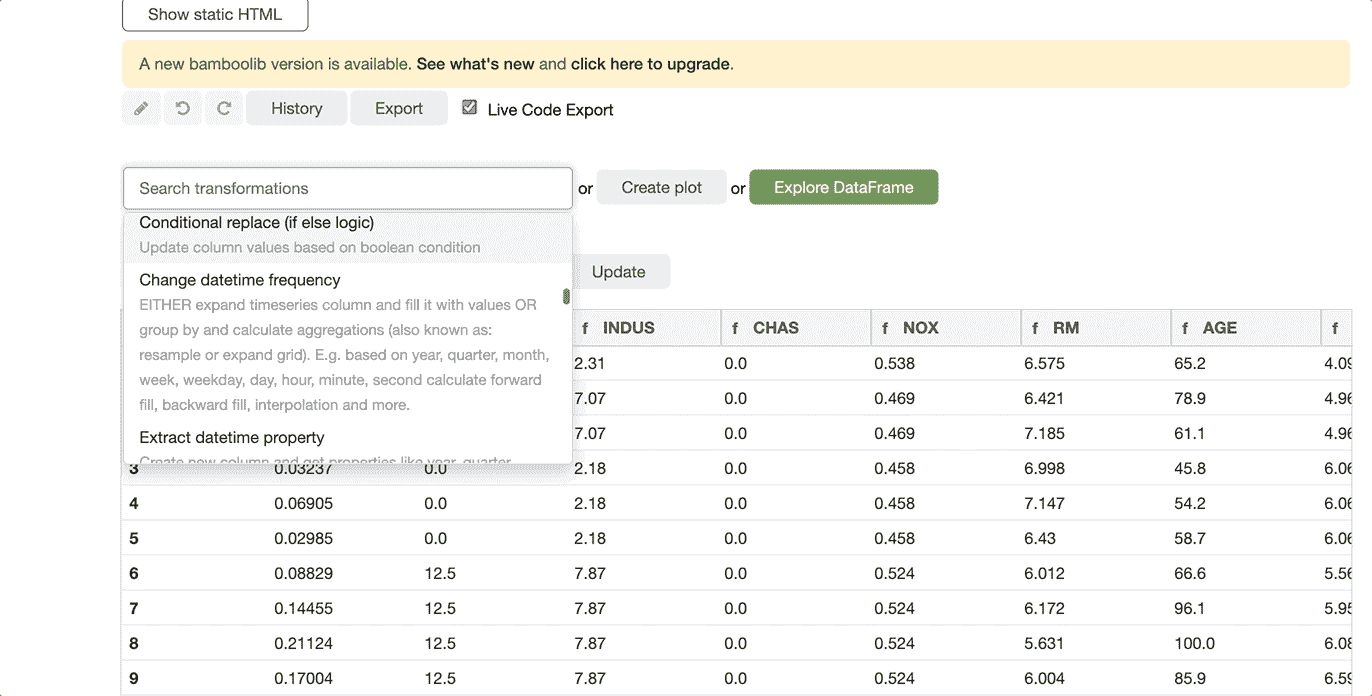 Show static HTML
A new bamboolib version is available. See what's new and click here to upgrade.
History Export Live Code Export
Search transformations or Create plot or Explore DataFrame
Conditional replace (if else logic)
Update column values based on boolean condition
Change datetime frequency
EITHER expand timeseries column and fill it with values OR
group by and calculate aggregations (also known as:
resample or expand grid). E.g. based on year, quarter, month,
week, weekday, day, hour, minute, second calculate forward
fill, backward fill, interpolation and more.
Extract datetime property
Create new column and get properties like year, quarter,
Update
f INDUS f CHAS f NOX f RM f AGE f
2.31 0.0 0.538 6.575 65.2 4.09
7.07 0.0 0.469 6.421 78.9 4.96
7.07 0.0 0.469 7.185 61.1 4.96
3 0.03237 0.0 2.18 0.0 0.458 6.998 45.8 6.06
4 0.06905 0.0 2.18 0.0 0.458 7.147 54.2 6.06
5 0.02985 0.0 2.18 0.0 0.458 6.43 58.7 6.06
6 0.08829 12.5 7.87 0.0 0.524 6.012 66.6 5.56
7 0.14455 12.5 7.87 0.0 0.524 6.172 96.1 5.95
8 0.21124 12.5 7.87 0.0 0.524 5.631 100.0 6.08
9 0.17004 12.5 7.87 0.0 0.524 6.004 85.9 6.59